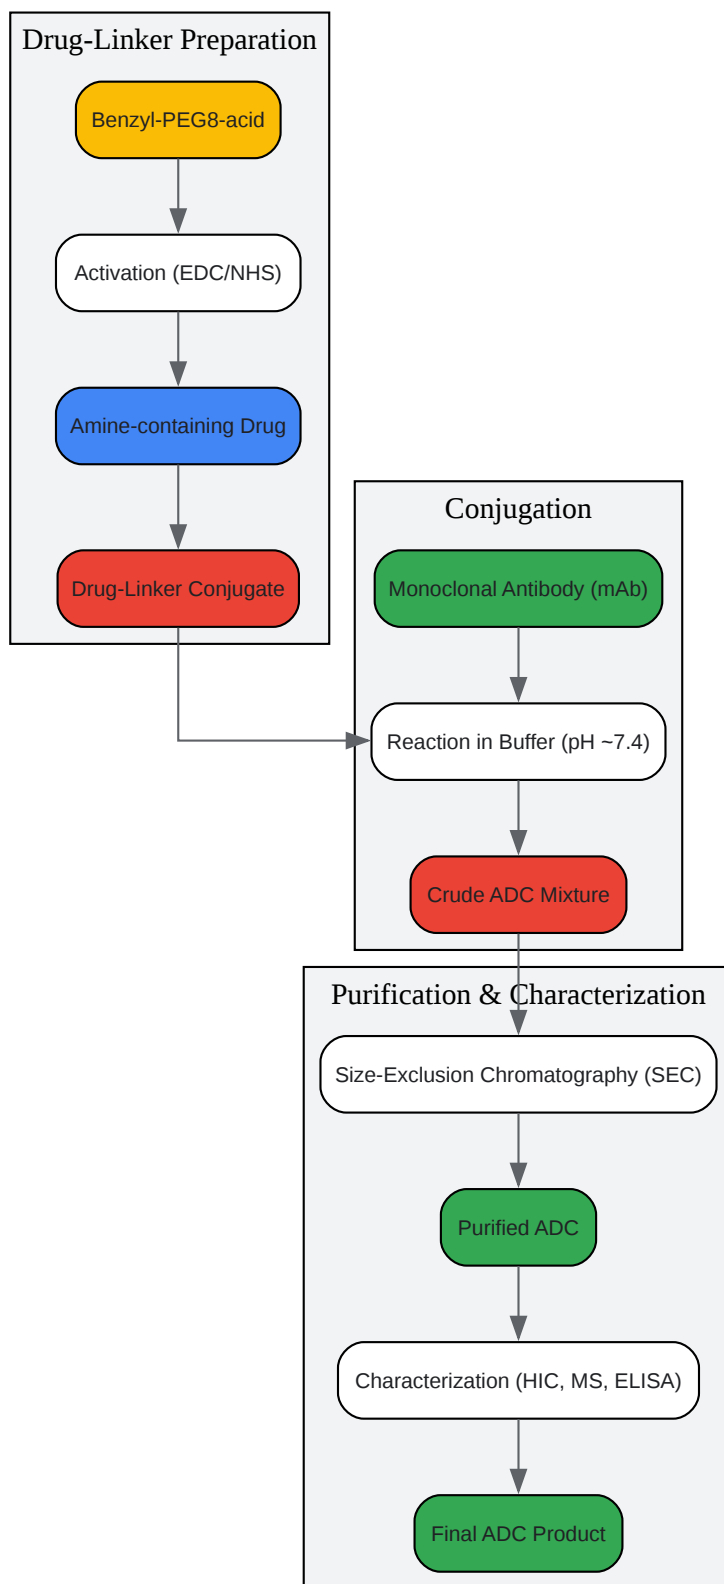 Drug-Linker Preparation
Benzyl-PEG8-acid
Activation (EDC/NHS)
Amine-containing Drug
Drug-Linker Conjugate
Conjugation
Monoclonal Antibody (mAb)
Reaction in Buffer (pH ~7.4)
Crude ADC Mixture
Purification & Characterization
Size-Exclusion Chromatography (SEC)
Purified ADC
Characterization (HIC, MS, ELISA)
Final ADC Product